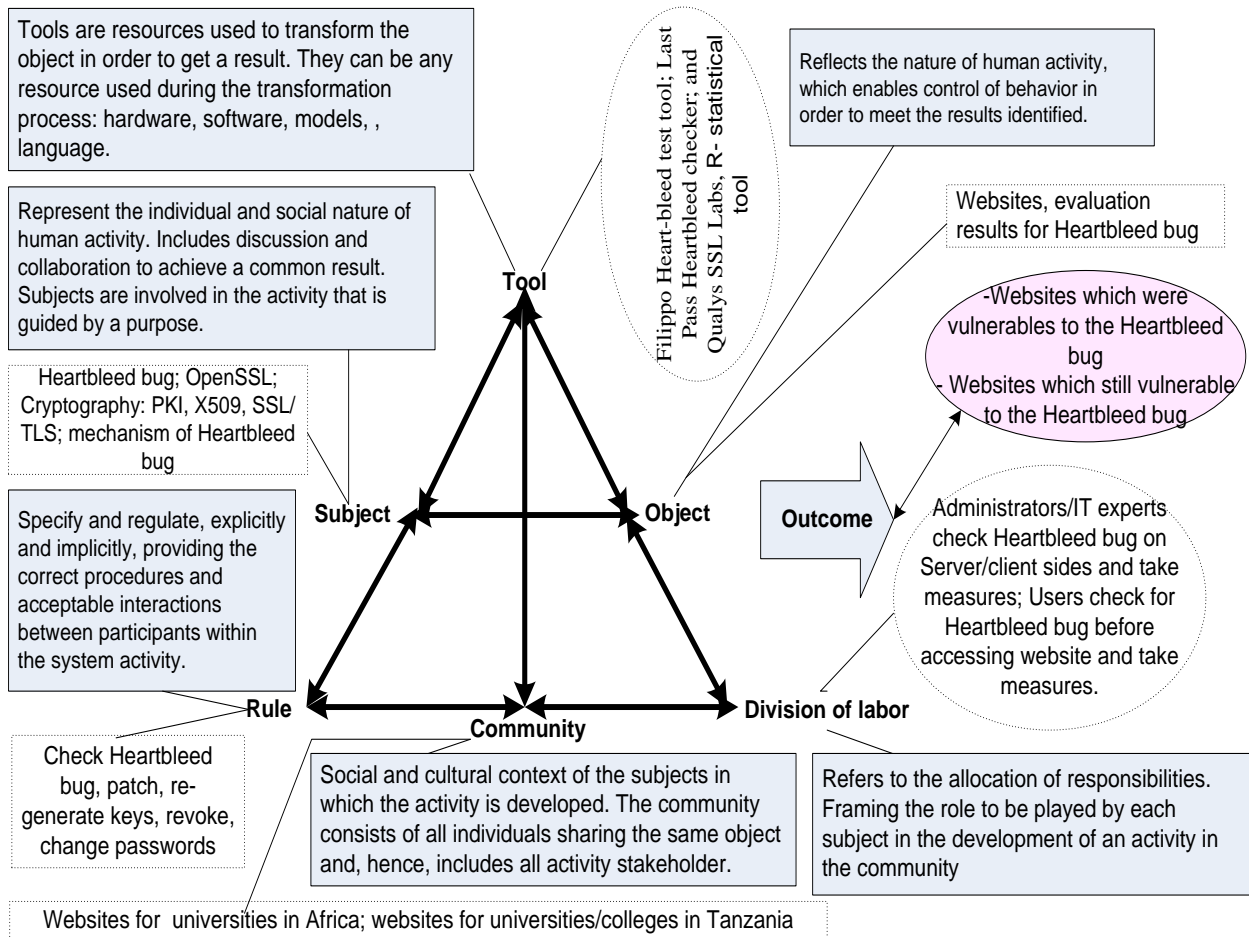 Tools are resources used to transform the
object in order to get a result. They can be any
resource used during the transformation
process: hardware, software, models, ,
language.
Filippo Heart-bleed test tool; Last
Pass Heartbleed checker; and
Qualys SSL Labs, R- statistical
tool
Reflects the nature of human activity,
which enables control of behavior in
order to meet the results identified.
Represent the individual and social nature of
human activity. Includes discussion and
collaboration to achieve a common result.
Subjects are involved in the activity that is
guided by a purpose.
Websites, evaluation
results for Heartbleed bug
Tool
-Websites which were
vulnerables to the Heartbleed
bug
- Websites which still vulnerable
to the Heartbleed bug
Heartbleed bug; OpenSSL;
Cryptography: PKI, X509, SSL/
TLS; mechanism of Heartbleed
bug
Subject
Object
Outcome
Specify and regulate, explicitly
and implicitly, providing the
correct procedures and
acceptable interactions
between participants within
the system activity.
Administrators/IT experts
check Heartbleed bug on
Server/client sides and take
measures; Users check for
Heartbleed bug before
accessing website and take
measures.
Rule
Community
Division of labor
Check Heartbleed
bug, patch, re-
generate keys, revoke,
change passwords
Social and cultural context of the subjects in
which the activity is developed. The community
consists of all individuals sharing the same object
and, hence, includes all activity stakeholder.
Refers to the allocation of responsibilities.
Framing the role to be played by each
subject in the development of an activity in
the community
Websites for universities in Africa; websites for universities/colleges in Tanzania